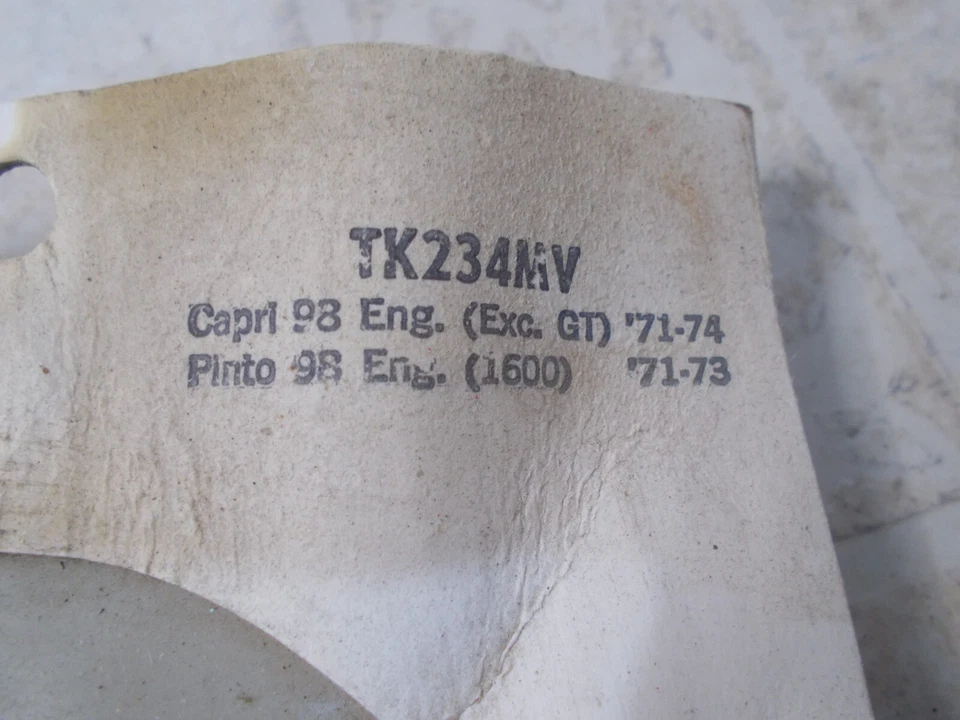 TK234MV
Capri 98 Eng. (Exc. GT) '71-74
Pinto 98 Eng. (1600) '71-73